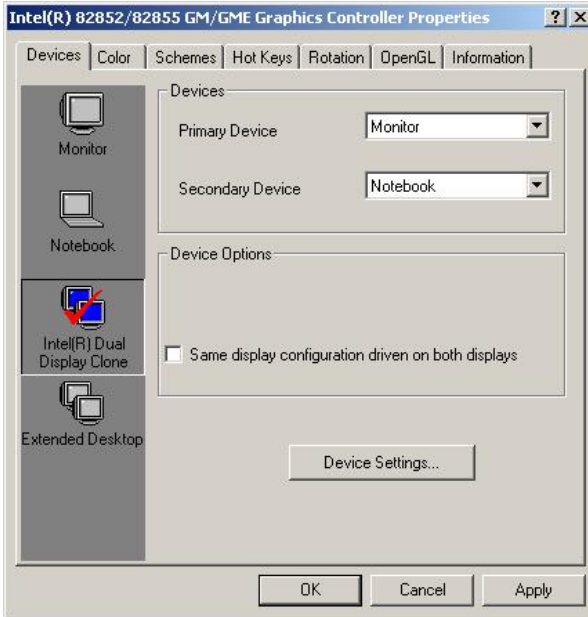 Intel(R) 82852/82855 GM/GME Graphics Controller Properties
Devices Color Schemes Hot Keys Rotation OpenGL Information
Monitor
Notebook
Intel(R) Dual
Display Clone
Extended Desktop
Devices
Primary Device Monitor
Secondary Device Notebook
Device Options
Same display configuration driven on both displays
Device Settings...
OK Cancel Apply